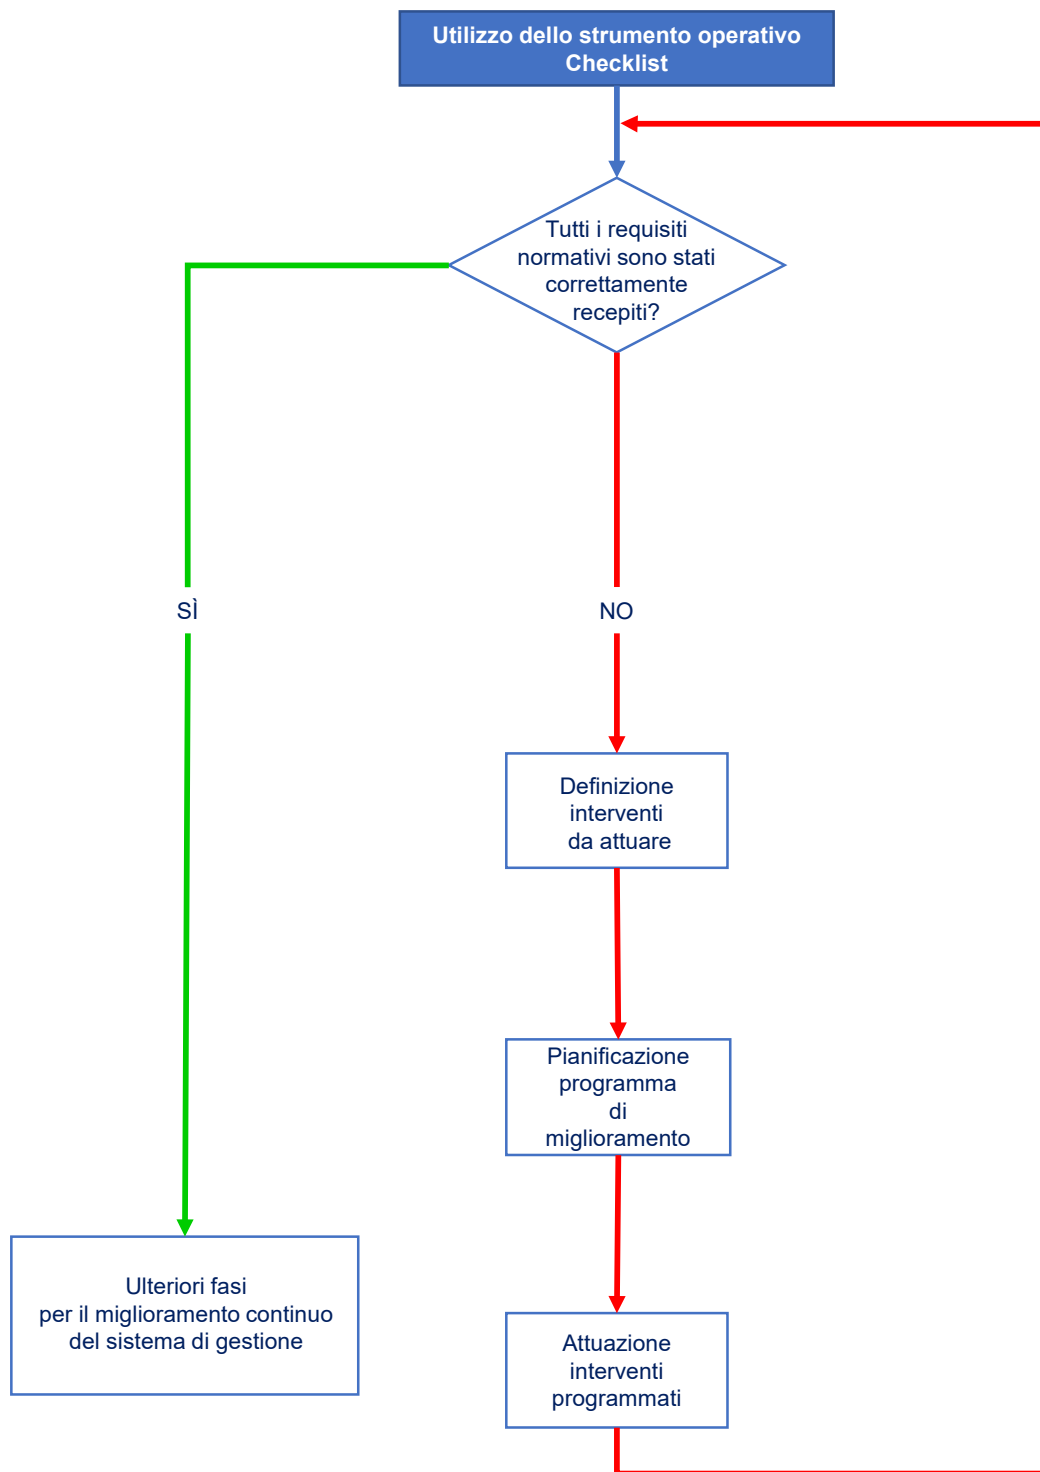 Utilizzo dello strumento operativo
Checklist
Tutti i requisiti
normativi sono stati
correttamente
recepiti?
SÌ
NO
Definizione
interventi
da attuare
Pianificazione
programma
di
miglioramento
Ulteriori fasi
per il miglioramento continuo
del sistema di gestione
Attuazione
interventi
programmati